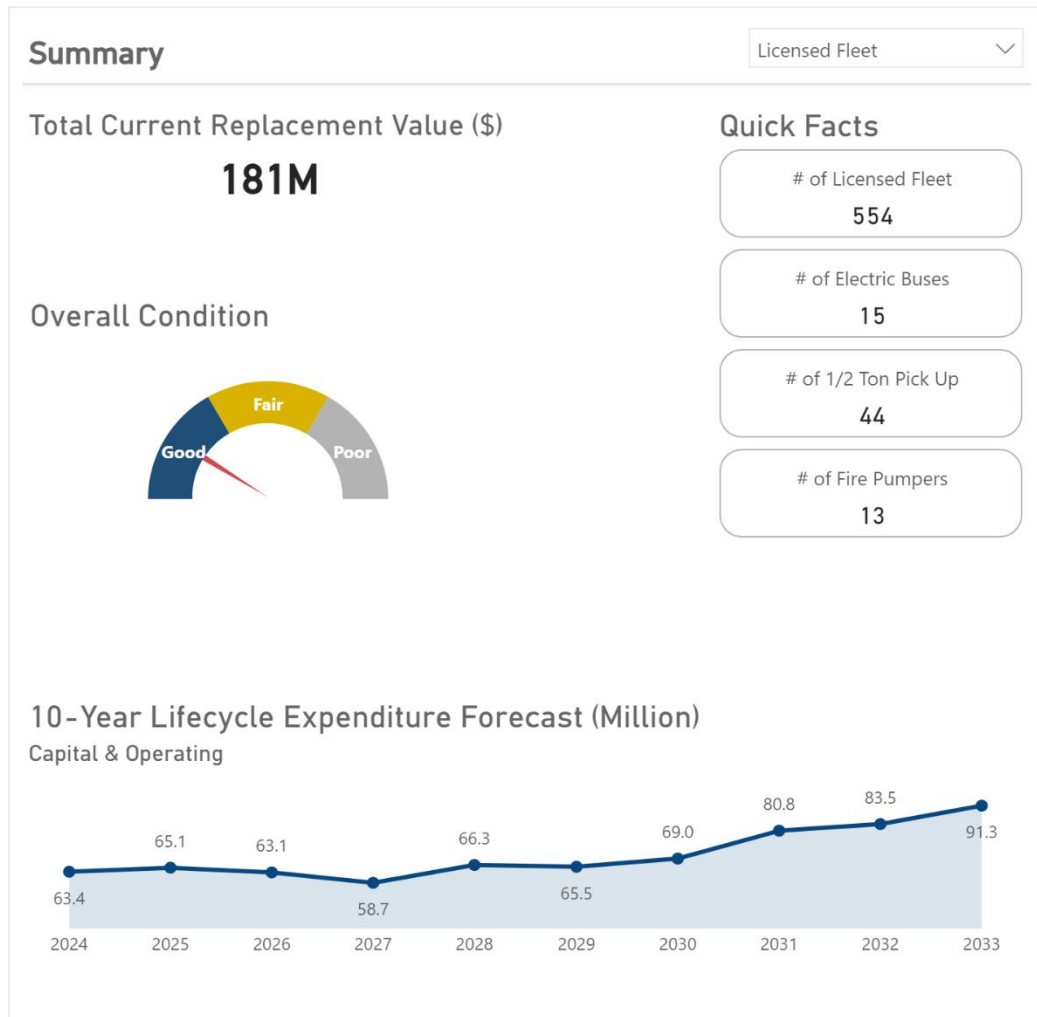 Summary
Licensed Fleet
Total Current Replacement Value ($)
181M
Quick Facts
# of Licensed Fleet
554
# of Electric Buses
15
# of 1/2 Ton Pick Up
44
# of Fire Pumpers
13
Overall Condition
Fair
Good
Poor
10-Year Lifecycle Expenditure Forecast (Million)
Capital & Operating
63.4
65.1
63.1
58.7
66.3
65.5
69.0
80.8
83.5
91.3
2024 2025 2026 2027 2028 2029 2030 2031 2032 2033